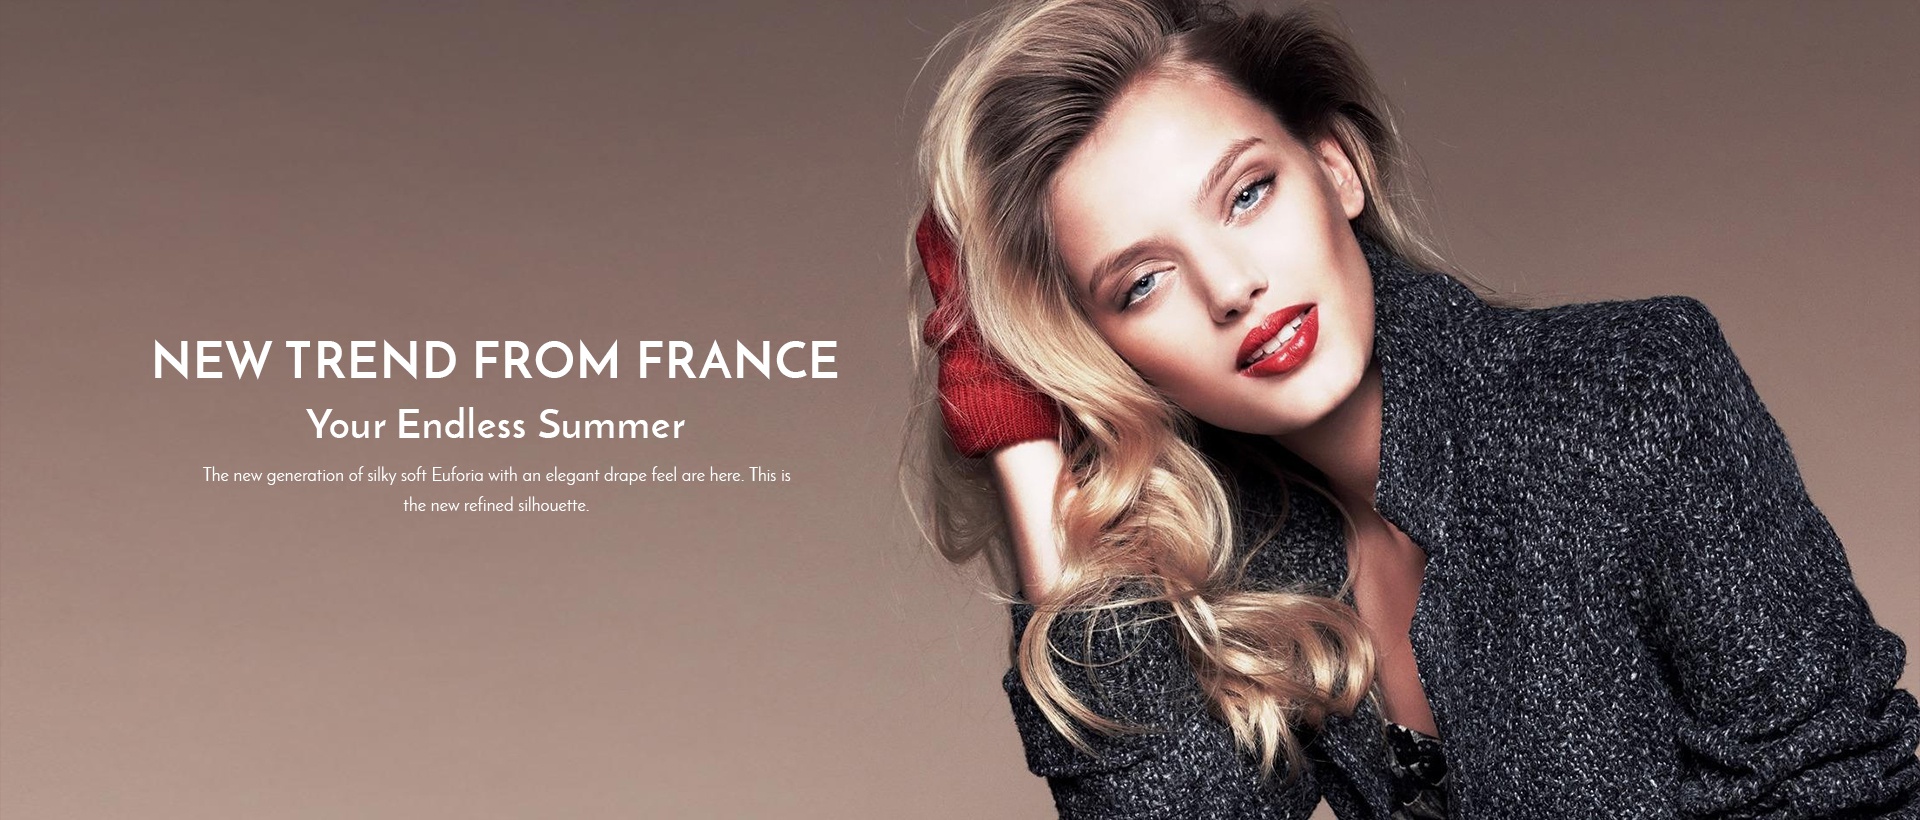 NEW TREND FROM FRANCE
Your Endless Summer
The new generation of silky soft Euforia with an elegant drape feel are here. This is
the new refined silhouette.